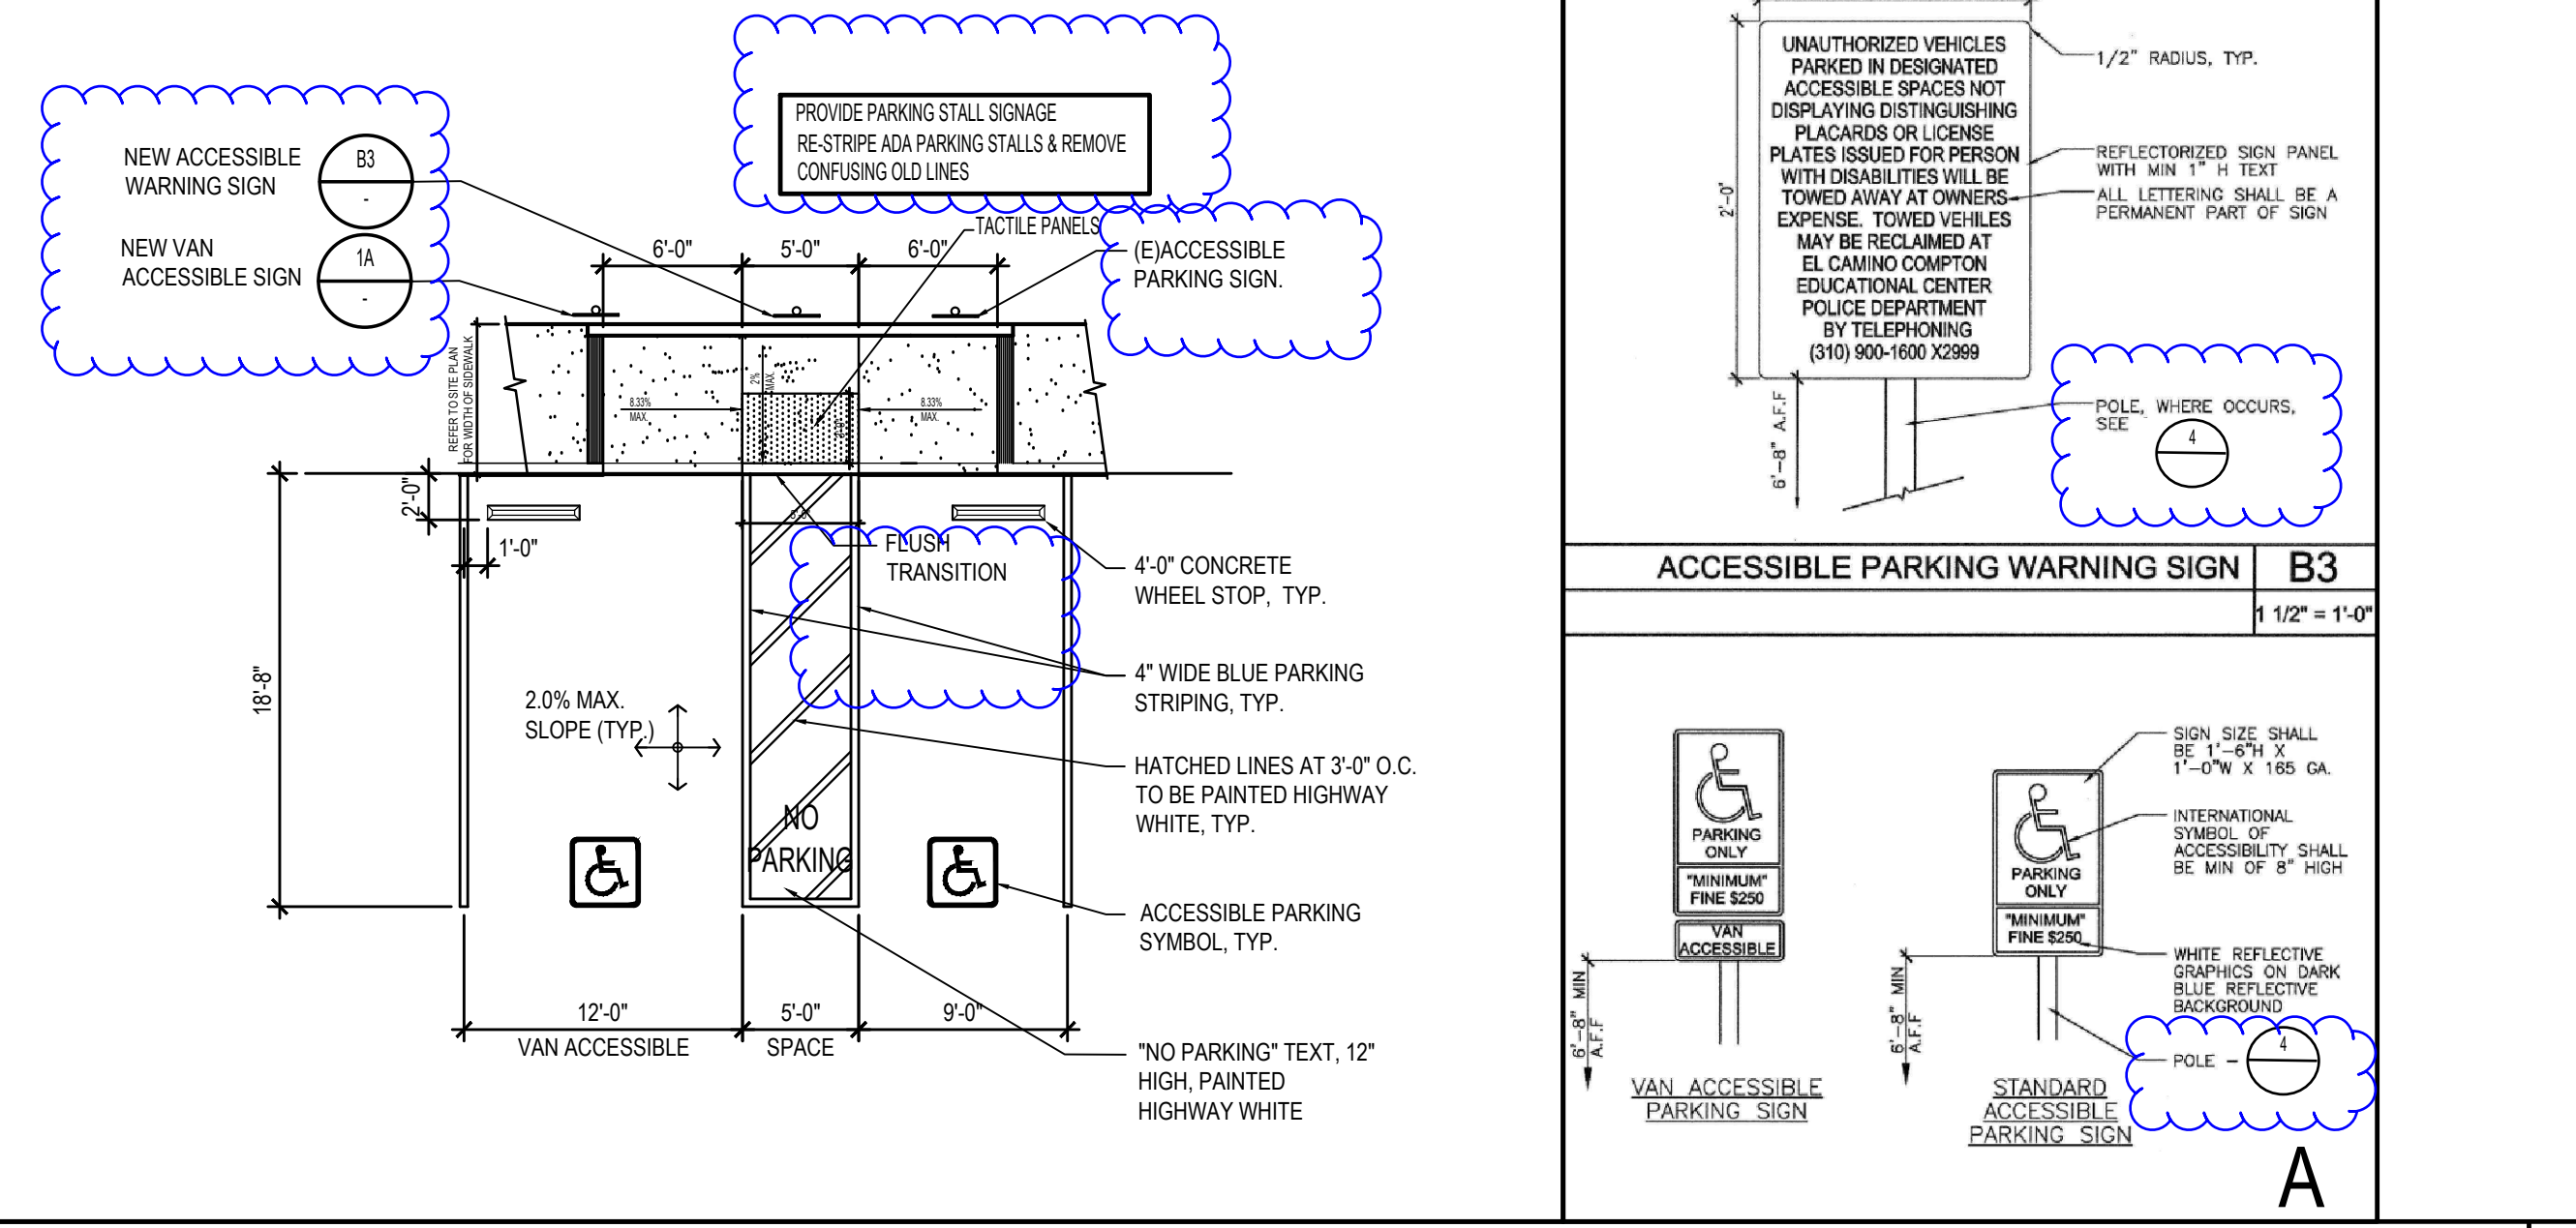 NEW ACCESSIBLE
WARNING SIGN
B3
-
NEW VAN
ACCESSIBLE SIGN
1A
-
PROVIDE PARKING STALL SIGNAGE
RE-STRIPE ADA PARKING STALLS & REMOVE
CONFUSING OLD LINES
TACTILE PANELS
(E)ACCESSIBLE
PARKING SIGN.
6'-0"
5'-0"
6'-0"
REFER TO SITE PLAN
FOR WIDTH OF SIDEWALK
8.33%
MAX.
2%
MAX.
8.33%
MAX.
2'-0"
1'-0"
18'-8"
FLUSH
TRANSITION
4'-0" CONCRETE
WHEEL STOP, TYP.
4" WIDE BLUE PARKING
STRIPING, TYP.
2.0% MAX.
SLOPE (TYP.)
HATCHED LINES AT 3'-0" O.C.
TO BE PAINTED HIGHWAY
WHITE, TYP.
NO
PARKING
ACCESSIBLE PARKING
SYMBOL, TYP.
12'-0"
5'-0"
9'-0"
VAN ACCESSIBLE
SPACE
"NO PARKING" TEXT, 12"
HIGH, PAINTED
HIGHWAY WHITE
UNAUTHORIZED VEHICLES
PARKED IN DESIGNATED
ACCESSIBLE SPACES NOT
DISPLAYING DISTINGUISHING
PLACARDS OR LICENSE
PLATES ISSUED FOR PERSON
WITH DISABILITIES WILL BE
TOWED AWAY AT OWNERS
EXPENSE. TOWED VEHILES
MAY BE RECLAIMED AT
EL CAMINO COMPTON
EDUCATIONAL CENTER
POLICE DEPARTMENT
BY TELEPHONING
(310) 900-1600 X2999
2'-0"
1/2" RADIUS, TYP.
REFLECTORIZED SIGN PANEL
WITH MIN 1" H TEXT
ALL LETTERING SHALL BE A
PERMANENT PART OF SIGN
6'-8" A.F.F
POLE, WHERE OCCURS,
SEE
4
ACCESSIBLE PARKING WARNING SIGN
B3
1 1/2" = 1'-0"
PARKING
ONLY
"MINIMUM"
FINE $250
VAN
ACCESSIBLE
6'-8" MIN
A.F.F
VAN ACCESSIBLE
PARKING SIGN
PARKING
ONLY
"MINIMUM"
FINE $250
6'-8" MIN
A.F.F
STANDARD
ACCESSIBLE
PARKING SIGN
SIGN SIZE SHALL
BE 1'-6"H X
1'-0"W X 165 GA.
INTERNATIONAL
SYMBOL OF
ACCESSIBILITY SHALL
BE MIN OF 8" HIGH
WHITE REFLECTIVE
GRAPHICS ON DARK
BLUE REFLECTIVE
BACKGROUND
POLE -
4
A